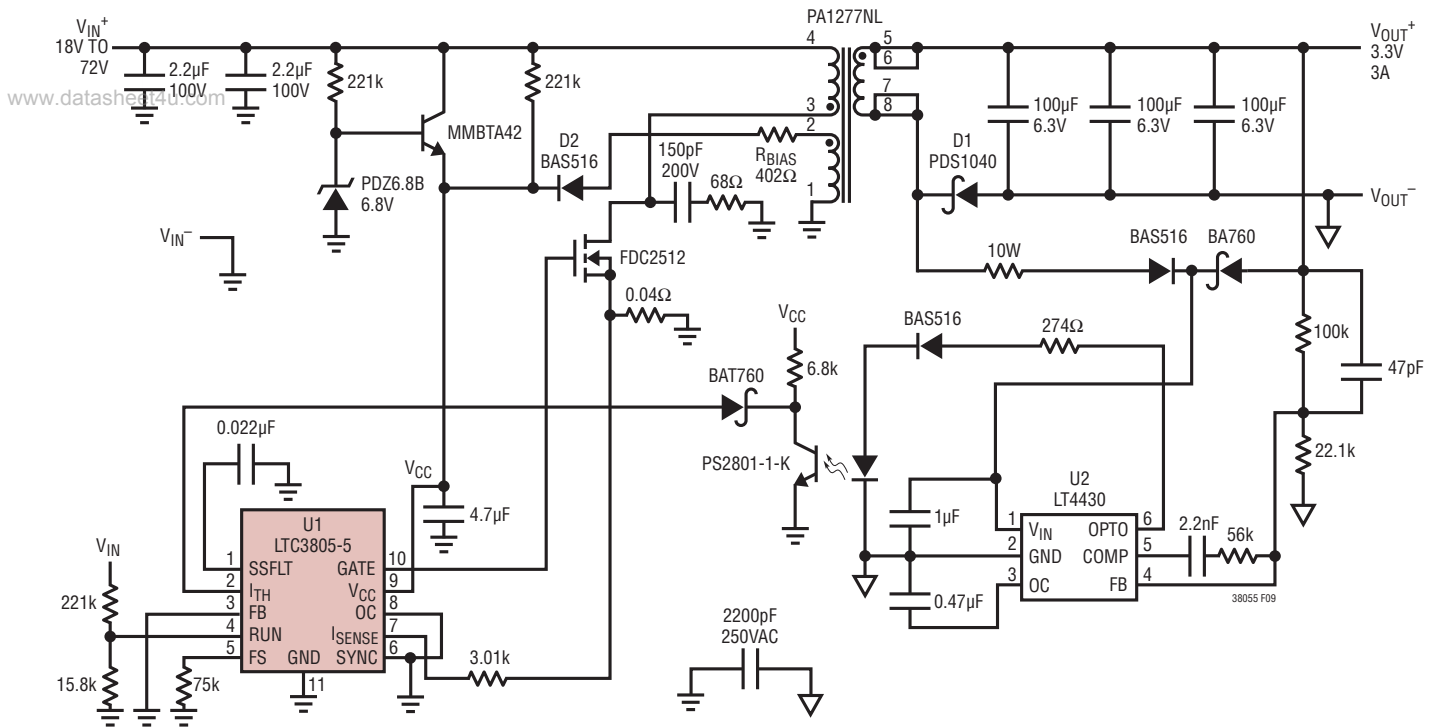 PA1277NL
VIN+
18V TO
72V
2.2µF
100V
2.2µF
100V
www.datasheet4u.com
221k
221k
MMBTA42
PDZ6.8B
6.8V
VIN−
D2
BAS516
150pF
200V
68Ω
RBIAS
402Ω
4
3
2
1
5
6
7
8
VOUT+
3.3V
3A
100µF
6.3V
100µF
6.3V
100µF
6.3V
D1
PDS1040
VOUT−
FDC2512
0.04Ω
10W
BAS516
BA760
BAS516
274Ω
100k
47pF
22.1k
VCC
6.8k
BAT760
PS2801-1-K
0.022µF
VCC
4.7µF
U1
LTC3805-5
1
SSFLT
GATE
10
2
ITH
VCC
9
3
FB
OC
8
4
RUN
ISENSE
7
5
FS
GND
SYNC
6
11
VIN
221k
15.8k
75k
3.01k
2200pF
250VAC
1µF
0.47µF
U2
LT4430
1
VIN
OPTO
6
2
GND
COMP
5
3
OC
FB
4
2.2nF
56k
38055 F09